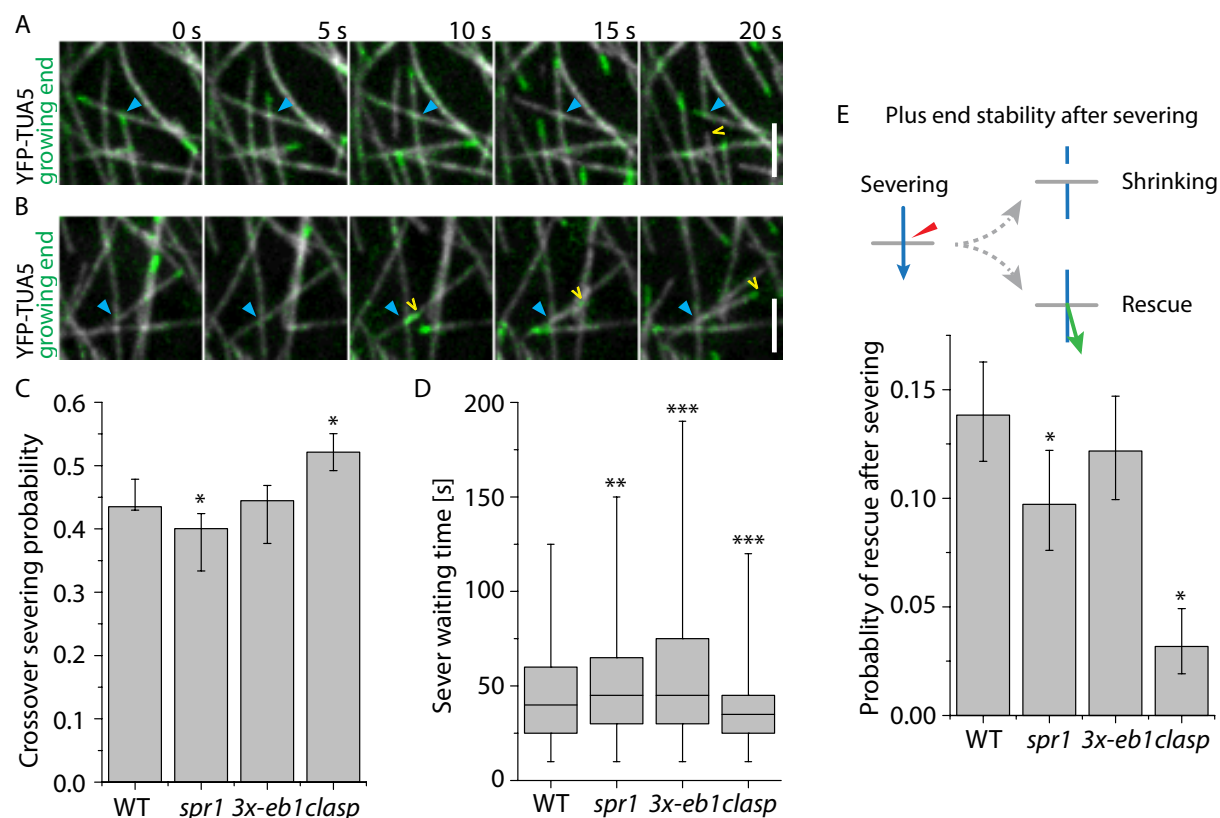 A
0 s
5 s
10 s
15 s
20 s
YFP-TUA5
growing end
B
YFP-TUA5
growing end
C
Crossover severing probability
0.6
0.5
0.4
0.3
0.2
0.1
0.0
*
*
WT
spr1
3x-eb1
clasp
D
Sever waiting time [s]
200
150
100
50
0
**
***
***
WT
spr1
3x-eb1
clasp
E
Plus end stability after severing
Severing
Shrinking
Rescue
Probablity of rescue after severing
0.15
0.10
0.05
0.00
*
*
WT
spr1
3x-eb1
clasp